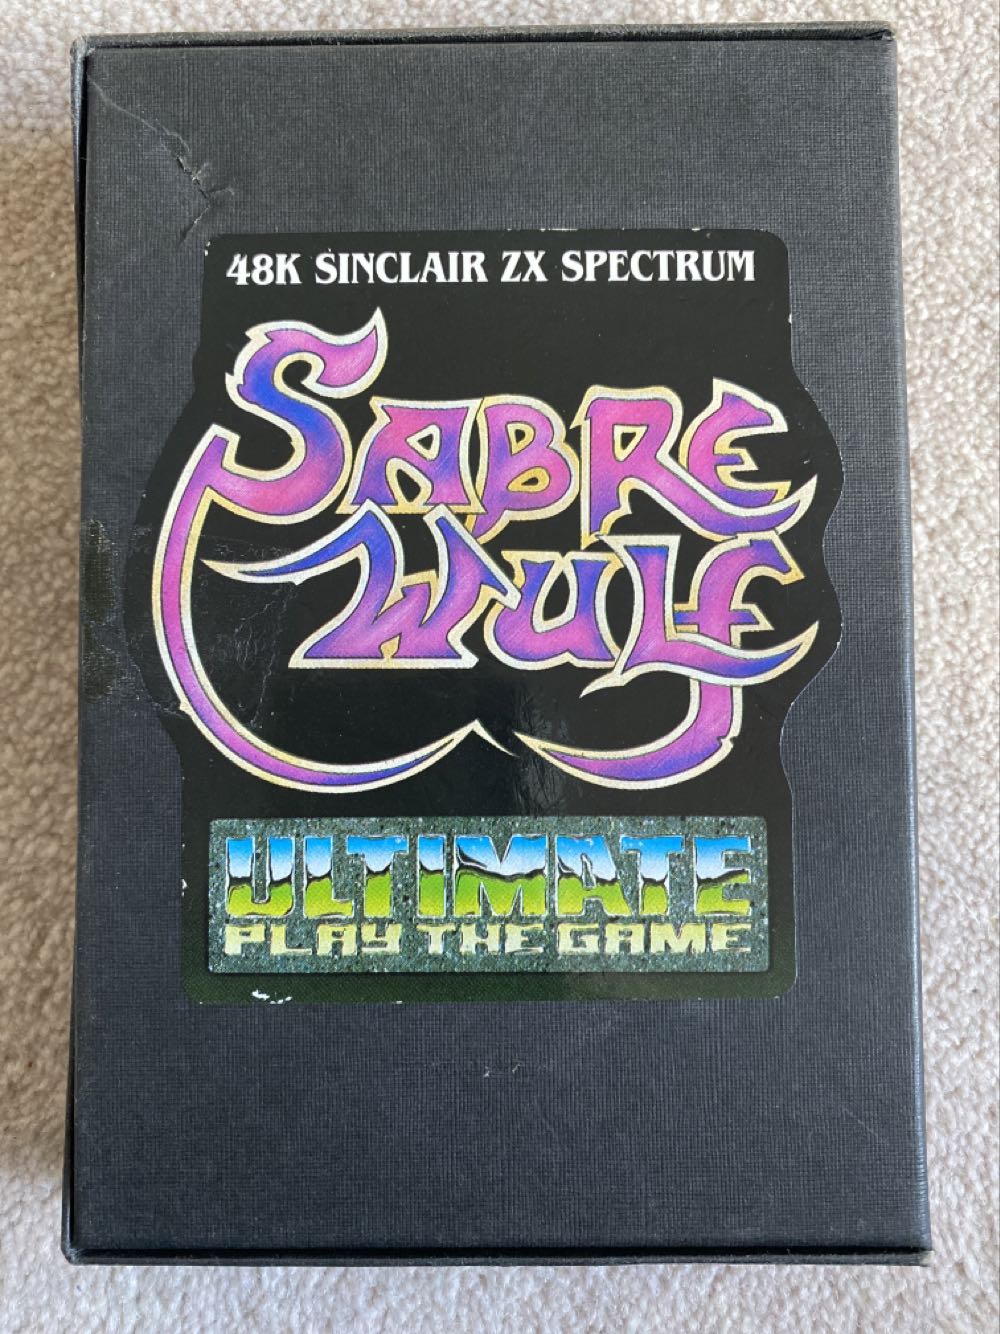 48K SINCLAIR ZX SPECTRUM
SABRE
WULF
ULTIMATE
PLAY THE GAME